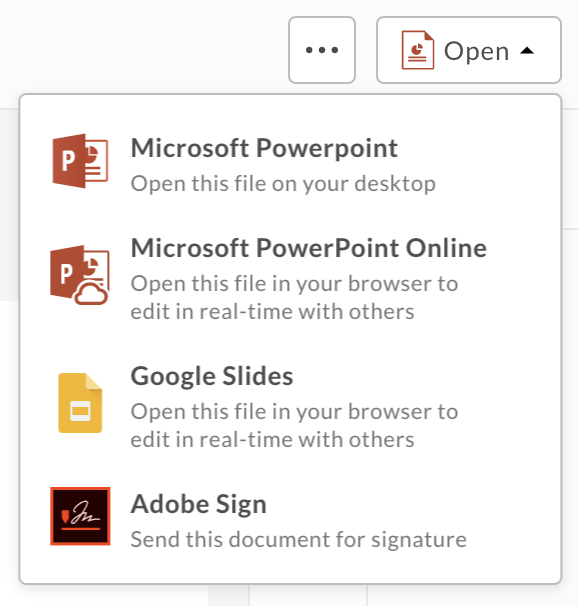 Open
Microsoft Powerpoint
Open this file on your desktop
Microsoft PowerPoint Online
Open this file in your browser to
edit in real-time with others
Google Slides
Open this file in your browser to
edit in real-time with others
Adobe Sign
Send this document for signature